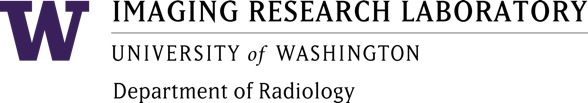 W
IMAGING RESEARCH LABORATORY
UNIVERSITY of WASHINGTON
Department of Radiology